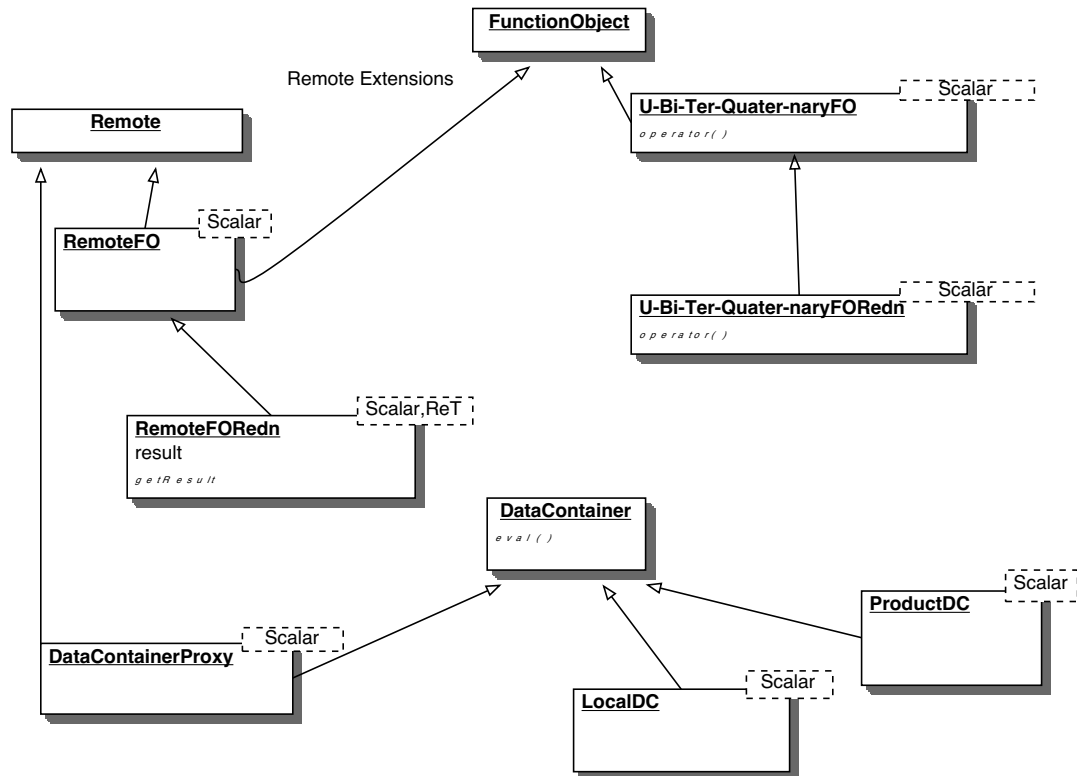 FunctionObject
Remote Extensions
Scalar
U-Bi-Ter-Quater-naryFO
operator()
Remote
Scalar
RemoteFO
Scalar
U-Bi-Ter-Quater-naryFORedn
operator()
Scalar,ReT
RemoteFORedn
result
getResult
DataContainer
eval()
Scalar
ProductDC
Scalar
DataContainerProxy
Scalar
LocalDC